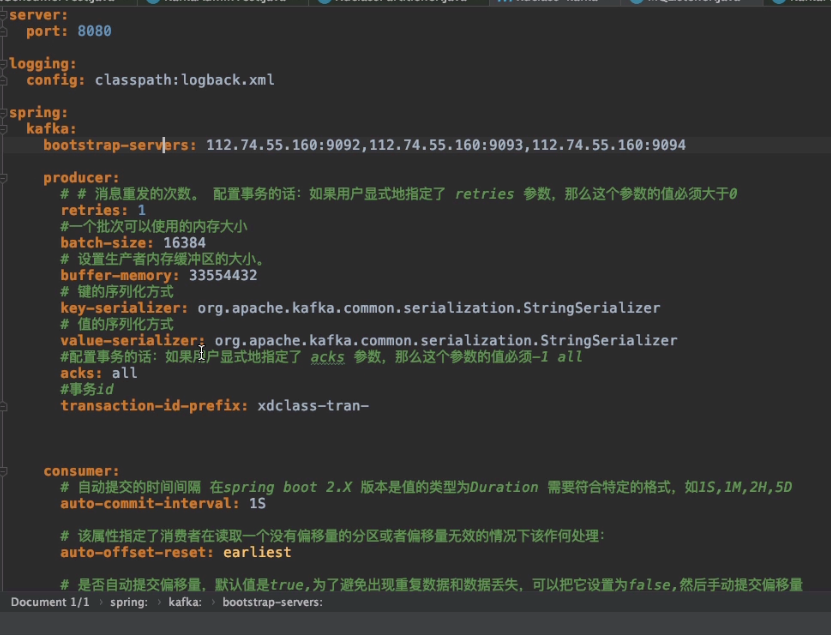 server:
port: 8080
logging:
config: classpath:logback.xml
spring:
kafka:
bootstrap-servers: 112.74.55.160:9092,112.74.55.160:9093,112.74.55.160:9094
producer:
# # 消息重发的次数。 配置事务的话：如果用户显式地指定了 retries 参数，那么这个参数的值必须大于0
retries: 1
#一个批次可以使用的内存大小
batch-size: 16384
# 设置生产者内存缓冲区的大小。
buffer-memory: 33554432
# 键的序列化方式
key-serializer: org.apache.kafka.common.serialization.StringSerializer
# 值的序列化方式
value-serializer: org.apache.kafka.common.serialization.StringSerializer
#配置事务的话：如果用户显式地指定了 acks 参数，那么这个参数的值必须-1 all
acks: all
#事务id
transaction-id-prefix: xdclass-tran-
consumer:
# 自动提交的时间间隔 在spring boot 2.X 版本是值的类型为Duration 需要符合特定的格式，如1S,1M,2H,5D
auto-commit-interval: 1S
# 该属性指定了消费者在读取一个没有偏移量的分区或者偏移量无效的情况下该作何处理：
auto-offset-reset: earliest
# 是否自动提交偏移量，默认值是true,为了避免出现重复数据和数据丢失，可以把它设置为false,然后手动提交偏移量
Document 1/1 › spring: › kafka: › bootstrap-servers: